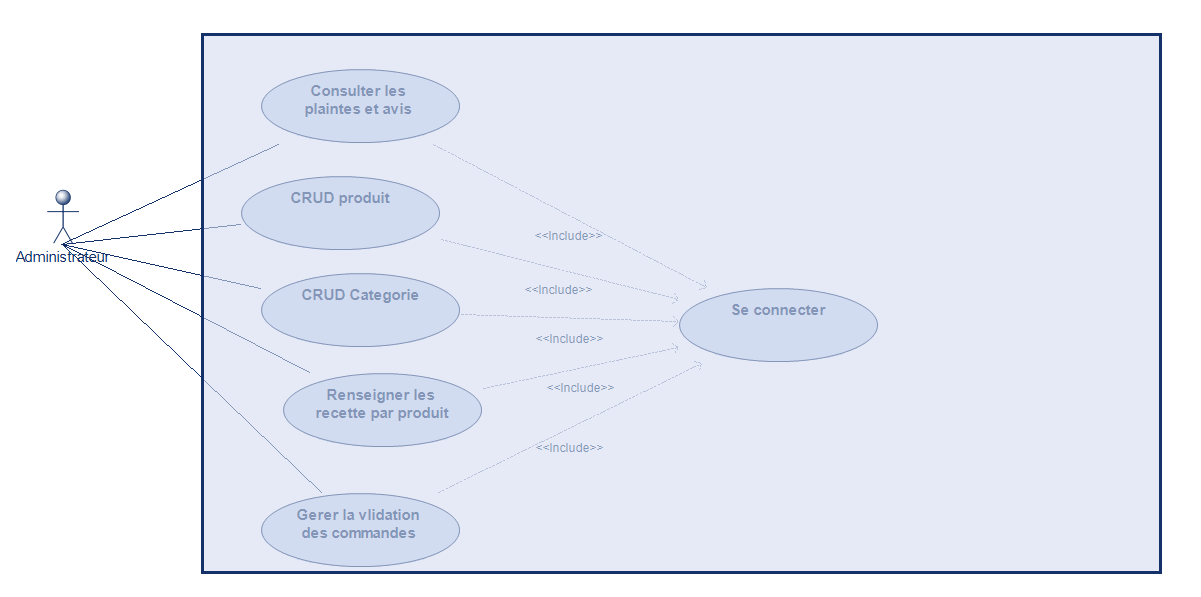 Consulter les
plaintes et avis
CRUD produit
<<Include>>
Administrateur
<<Include>>
CRUD Categorie
Se connecter
<<Include>>
<<Include>>
Renseigner les
recette par produit
<<Include>>
Gerer la vlidation
des commandes